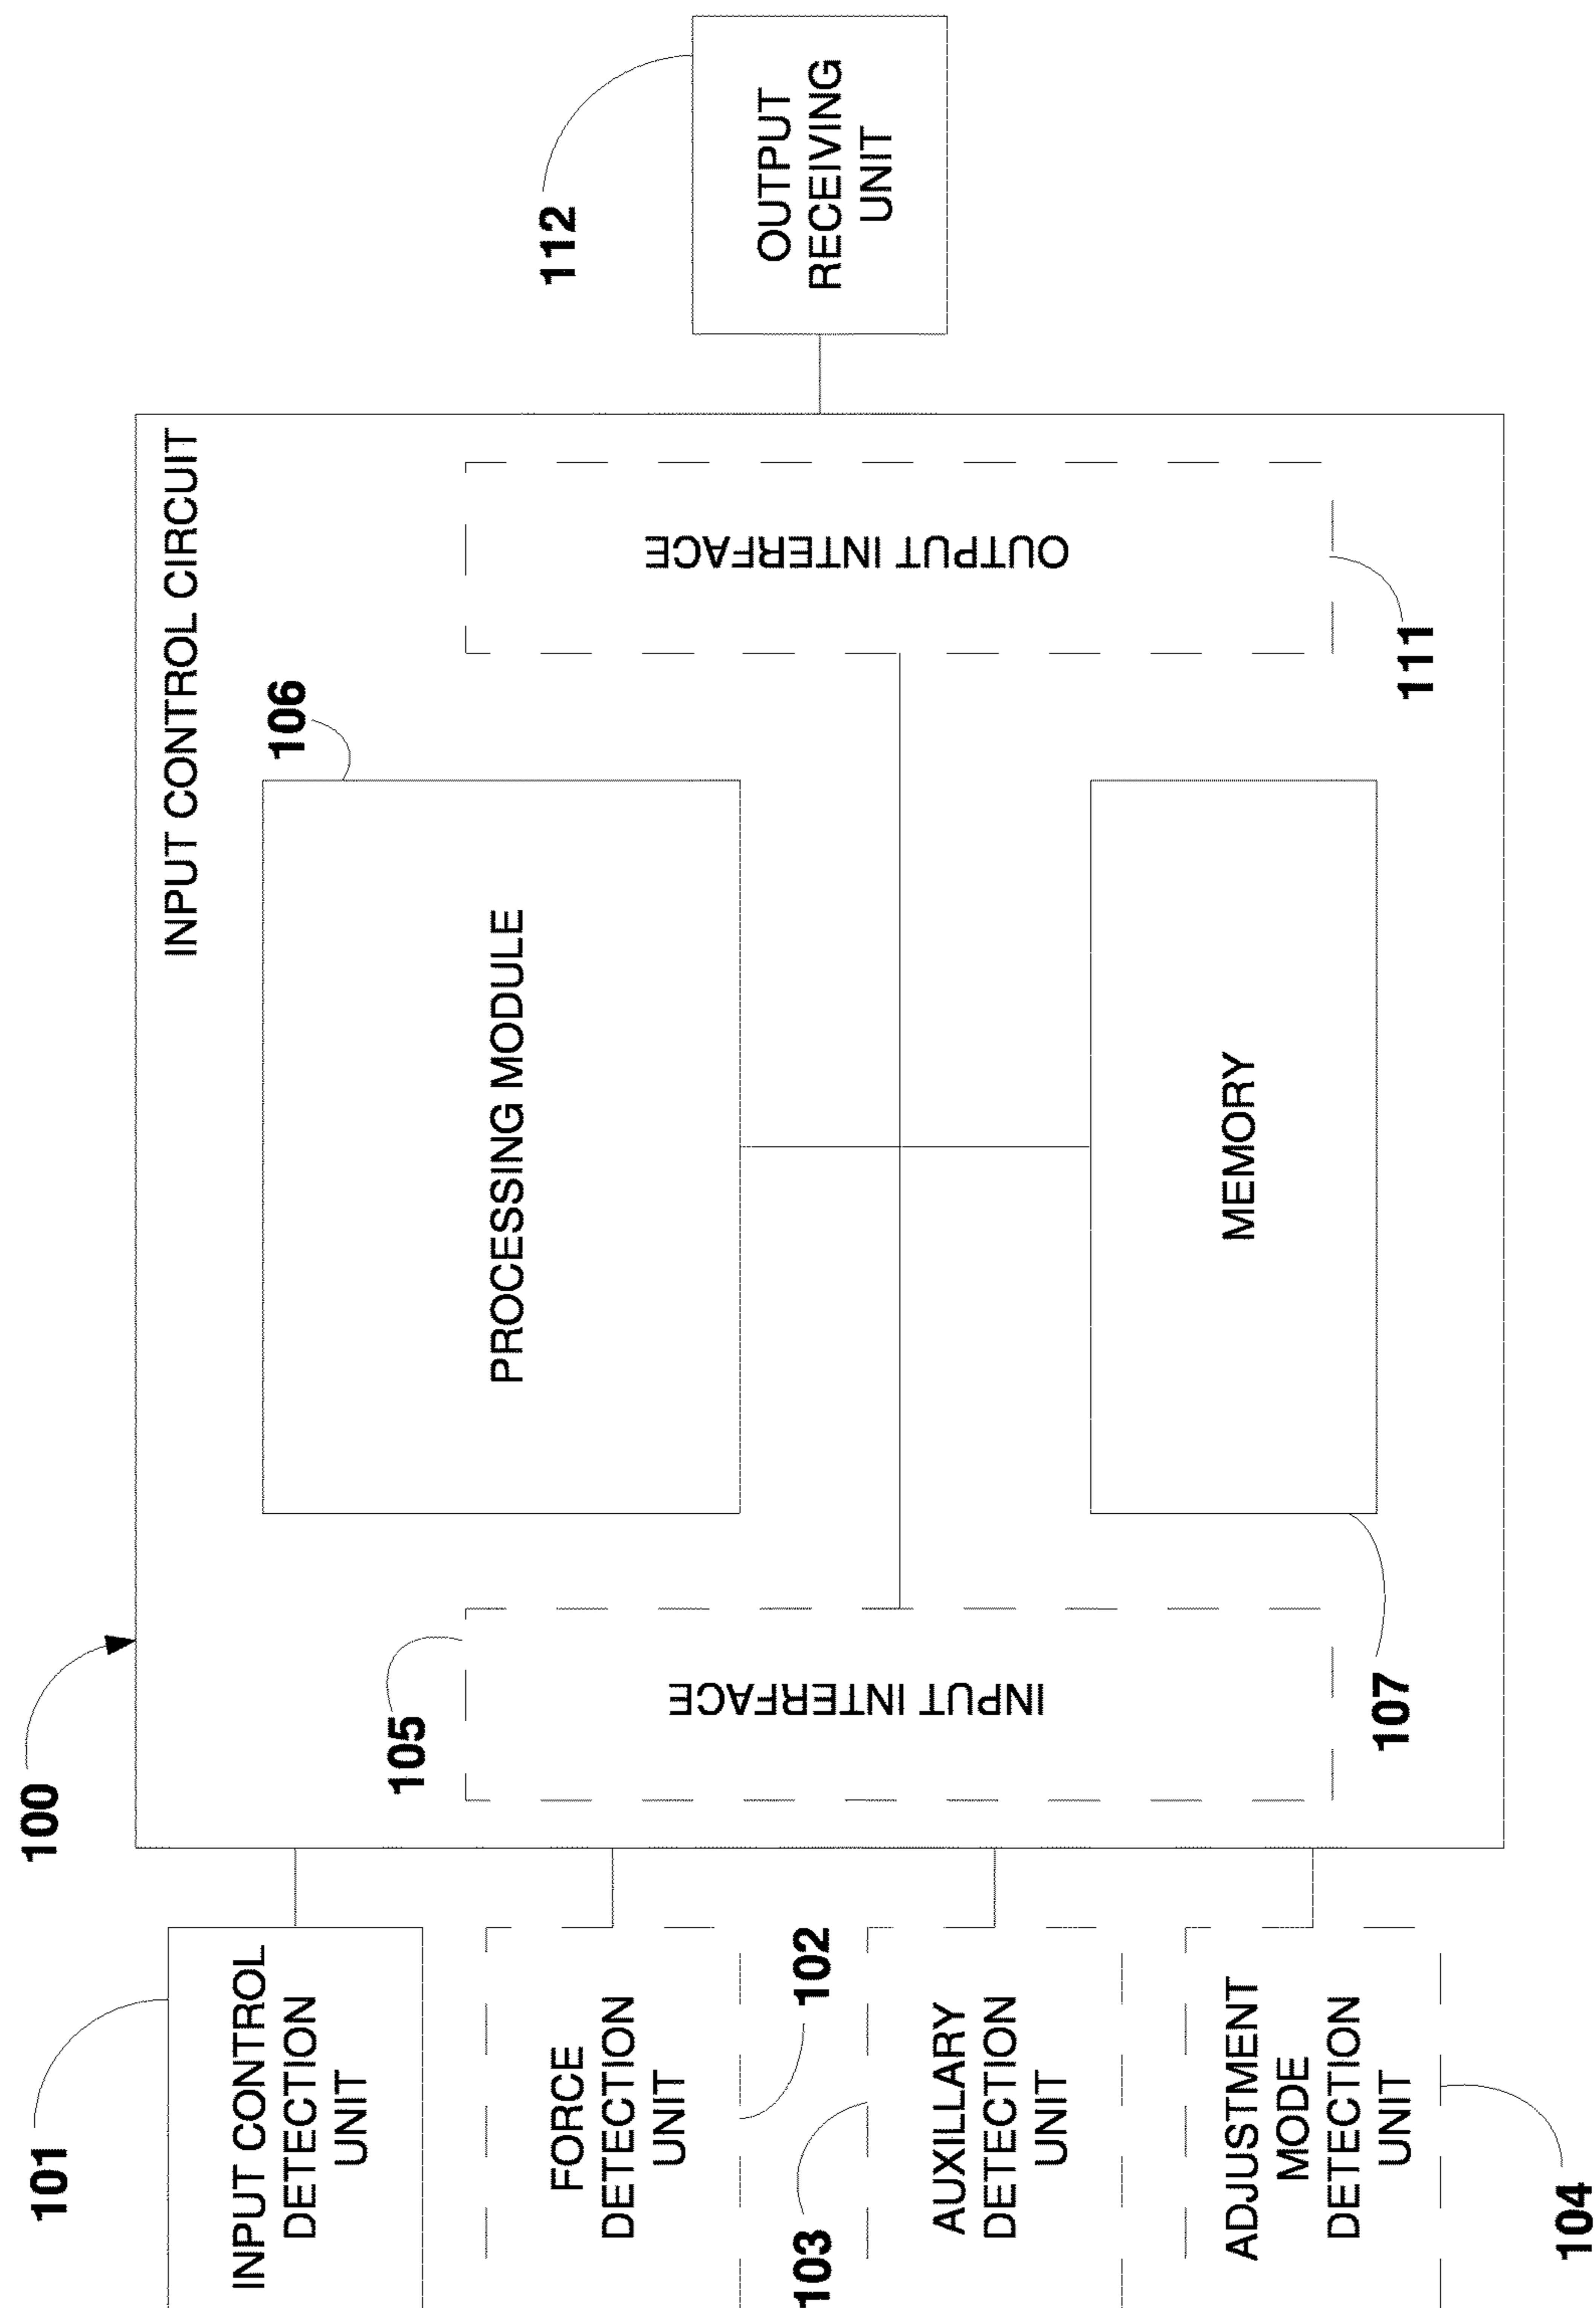 100
101
INPUT CONTROL
DETECTION
UNIT
FORCE
DETECTION
UNIT
102
103
AUXILLARY
DETECTION
UNIT
ADJUSTMENT
MODE
DETECTION
UNIT
104
INPUT CONTROL CIRCUIT
105
INPUT INTERFACE
106
PROCESSING MODULE
MEMORY
107
OUTPUT INTERFACE
111
112
OUTPUT
RECEIVING
UNIT